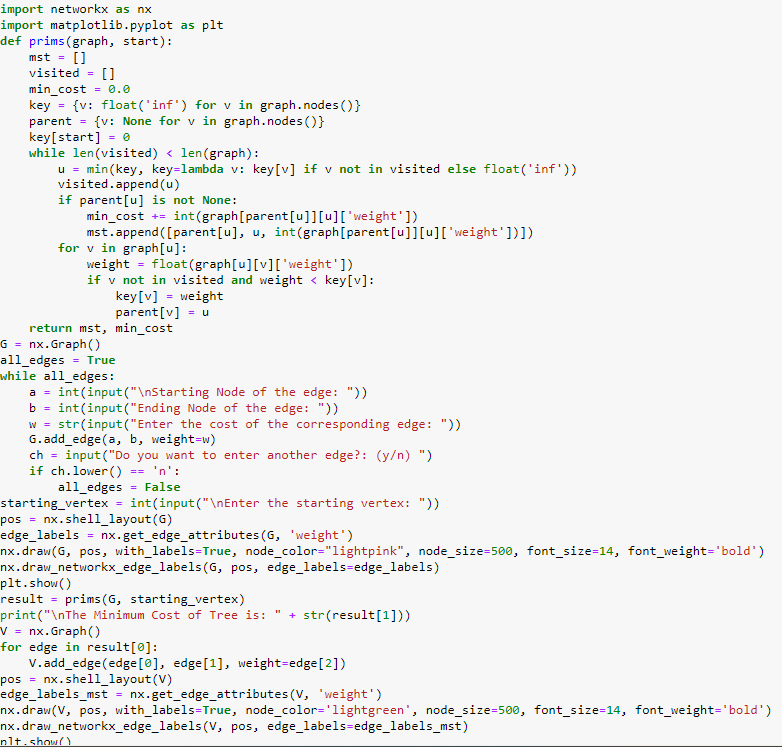 import networkx as nx
import matplotlib.pyplot as plt
def prims(graph, start):
    mst = []
    visited = []
    min_cost = 0.0
    key = {v: float('inf') for v in graph.nodes()}
    parent = {v: None for v in graph.nodes()}
    key[start] = 0
    while len(visited) < len(graph):
        u = min(key, key=lambda v: key[v] if v not in visited else float('inf'))
        visited.append(u)
        if parent[u] is not None:
            min_cost += int(graph[parent[u]][u]['weight'])
            mst.append([parent[u], u, int(graph[parent[u]][u]['weight'])])
        for v in graph[u]:
            weight = float(graph[u][v]['weight'])
            if v not in visited and weight < key[v]:
                key[v] = weight
                parent[v] = u
    return mst, min_cost
G = nx.Graph()
all_edges = True
while all_edges:
    a = int(input("\nStarting Node of the edge: "))
    b = int(input("Ending Node of the edge: "))
    w = str(input("Enter the cost of the corresponding edge: "))
    G.add_edge(a, b, weight=w)
    ch = input("Do you want to enter another edge?: (y/n) ")
    if ch.lower() == 'n':
        all_edges = False
starting_vertex = int(input("\nEnter the starting vertex: "))
pos = nx.shell_layout(G)
edge_labels = nx.get_edge_attributes(G, 'weight')
nx.draw(G, pos, with_labels=True, node_color="lightpink", node_size=500, font_size=14, font_weight='bold')
nx.draw_networkx_edge_labels(G, pos, edge_labels=edge_labels)
plt.show()
result = prims(G, starting_vertex)
print("\nThe Minimum Cost of Tree is: " + str(result[1]))
V = nx.Graph()
for edge in result[0]:
    V.add_edge(edge[0], edge[1], weight=edge[2])
pos = nx.shell_layout(V)
edge_labels_mst = nx.get_edge_attributes(V, 'weight')
nx.draw(V, pos, with_labels=True, node_color='lightgreen', node_size=500, font_size=14, font_weight='bold')
nx.draw_networkx_edge_labels(V, pos, edge_labels=edge_labels_mst)
plt.show()